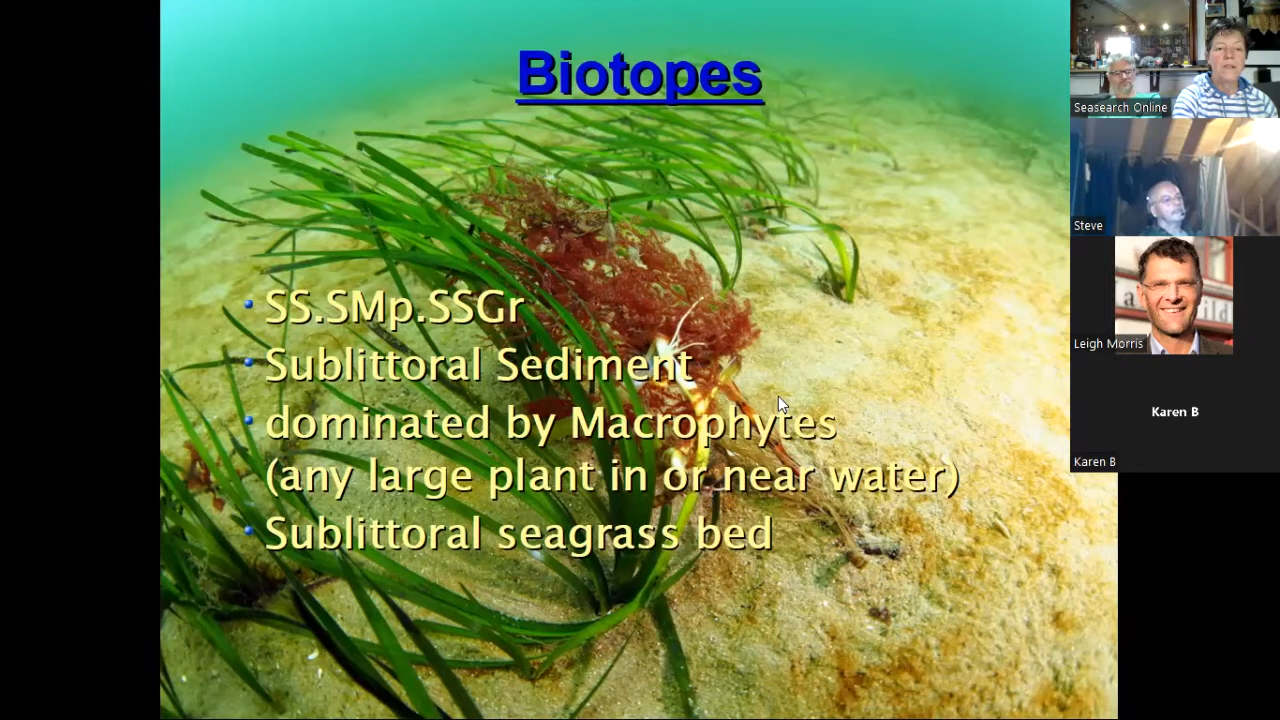 Biotopes
• SS.SMp.SSGr
• Sublittoral Sediment
• dominated by Macrophytes
(any large plant in or near water)
• Sublittoral seagrass bed
Seasearch Online
Steve
Leigh Morris
Karen B
Karen B